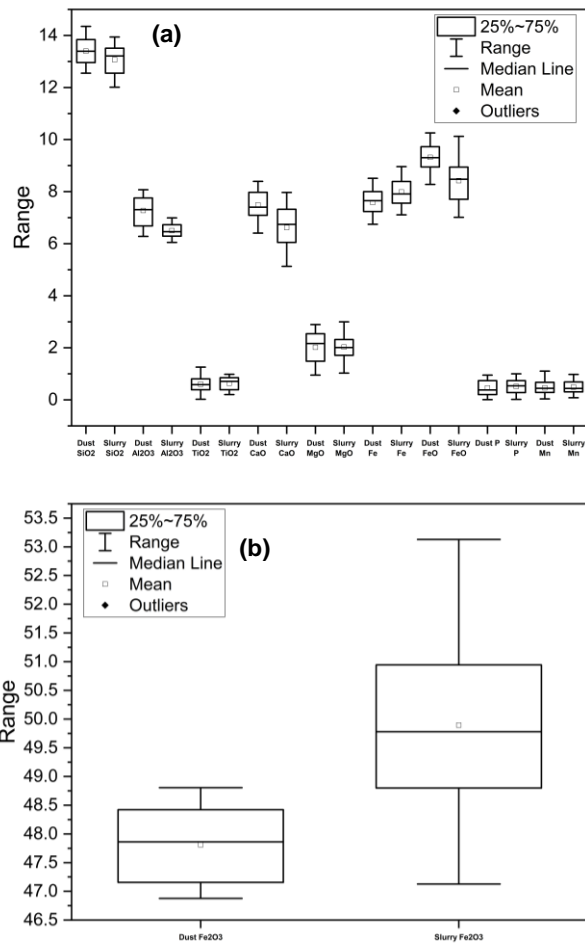 (a)
25%~75%
Range
Median Line
Mean
Outliers
14
12
10
8
6
4
2
0
Range
Dust SiO2
Slurry SiO2
Dust Al2O3
Slurry Al2O3
Dust TiO2
Slurry TiO2
Dust CaO
Slurry CaO
Dust MgO
Slurry MgO
Dust Fe
Slurry Fe
Dust FeO
Slurry FeO
Dust P
Slurry P
Dust Mn
Slurry Mn
(b)
25%~75%
Range
Median Line
Mean
Outliers
53.5
53.0
52.5
52.0
51.5
51.0
50.5
50.0
49.5
49.0
48.5
48.0
47.5
47.0
46.5
Range
Dust Fe2O3
Slurry Fe2O3